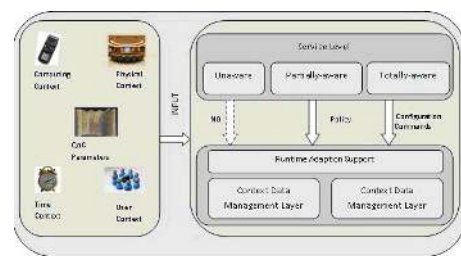 Computing
Context
Physical
Context
QoC
Parameters
Time
Context
User
Context
INPUT
Service Level
Unaware
Partially-aware
Totally-aware
NO
Policy
Configuration
Commands
Runtime Adaption Support
Context Data
Management Layer
Context Data
Management Layer